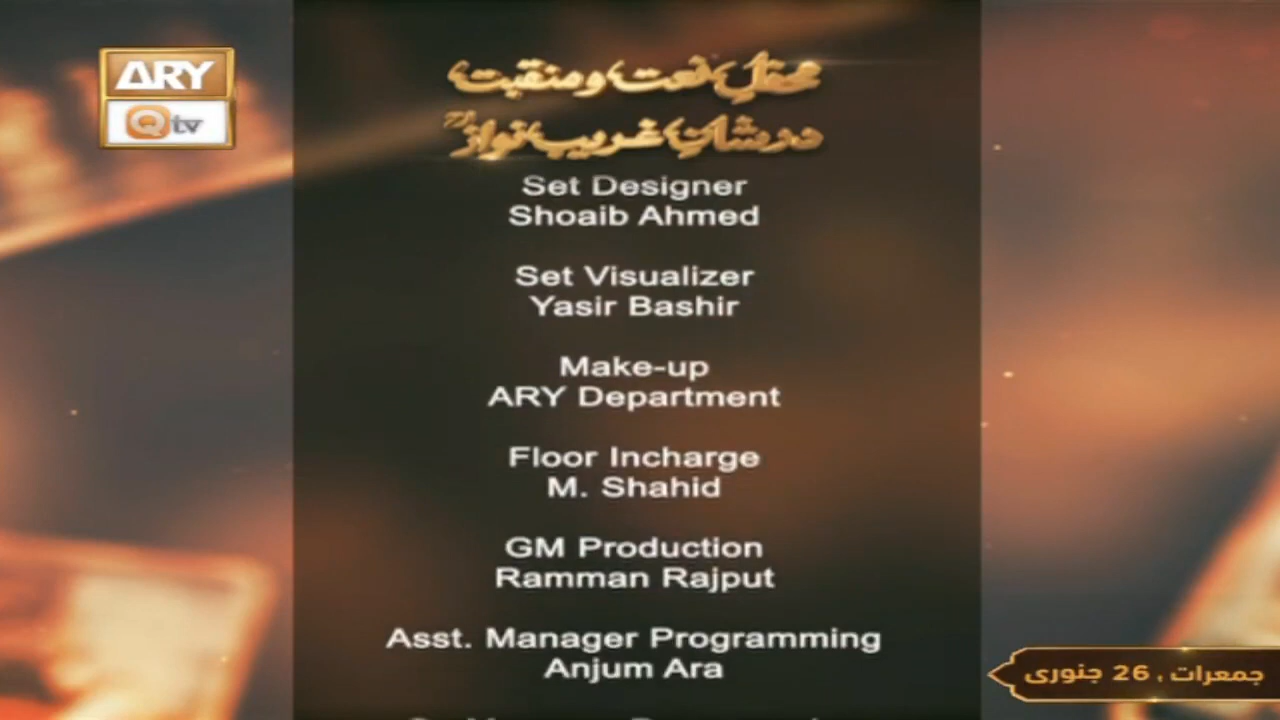 ARY
Qtv
محفلِ نعت و منقبت
در شانِ غریب نواز
Set Designer
Shoaib Ahmed
Set Visualizer
Yasir Bashir
Make-up
ARY Department
Floor Incharge
M. Shahid
GM Production
Ramman Rajput
Asst. Manager Programming
Anjum Ara
جمعرات ، 26 جنوری